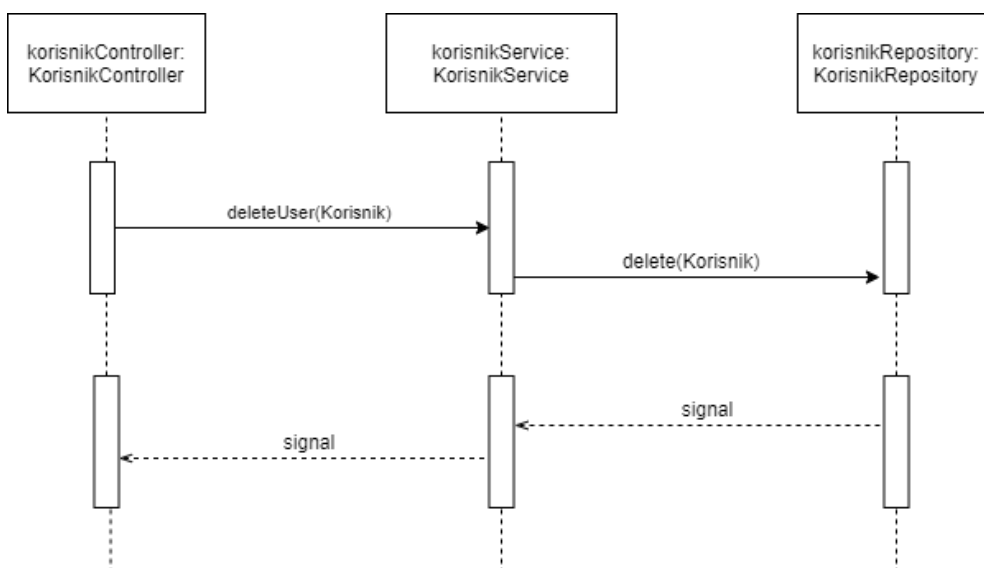 korisnikController:
KorisnikController
korisnikService:
KorisnikService
korisnikRepository:
KorisnikRepository
deleteUser(Korisnik)
delete(Korisnik)
signal
signal